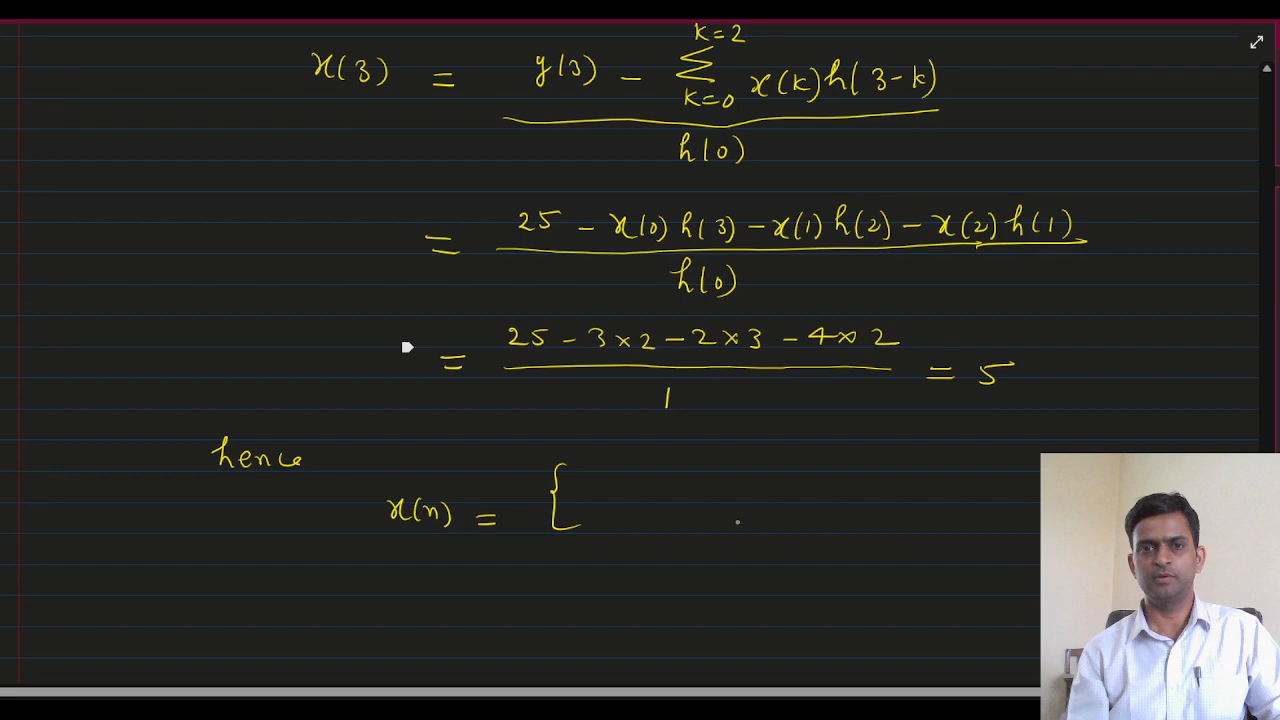 k=2
x(3) = y(3) - Σ x(k)h(3-k)
k=0
h(0)
= 25 - x(0)h(3) - x(1)h(2) - x(2)h(1)
h(0)
= 25 - 3×2 - 2×3 - 4×2 = 5
1
hence
x(n) = {